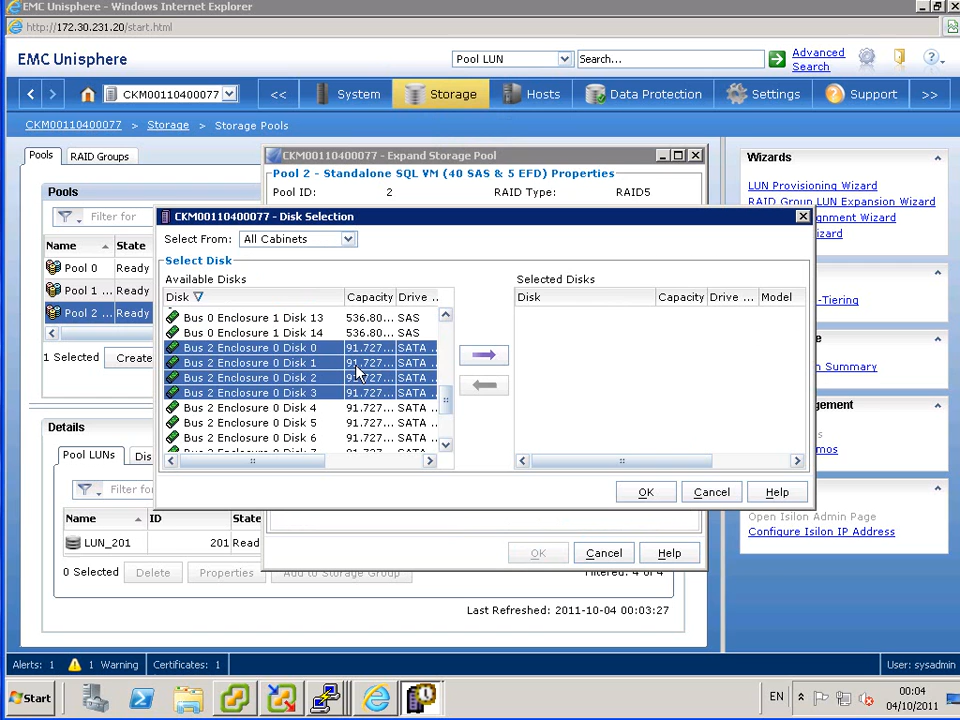 EMC Unisphere - Windows Internet Explorer
http://172.30.231.20/start.html
EMC Unisphere
Pool LUN
Search...
Advanced Search
CKM00110400077
<<
System
Storage
Hosts
Data Protection
Settings
Support
>>
CKM00110400077 > Storage > Storage Pools
Pools
RAID Groups
Pools
Filter for
Name
State
Pool 0 Ready
Pool 1 ... Ready
Pool 2 ... Ready
1 Selected
Create
CKM00110400077 - Expand Storage Pool
Pool 2 - Standalone SQL VM (40 SAS & 5 EFD) Properties
Pool ID: 2 RAID Type: RAID5
CKM00110400077 - Disk Selection
Select From: All Cabinets
Select Disk
Available Disks
Disk Capacity Drive ...
Bus 0 Enclosure 1 Disk 13 536.80... SAS
Bus 0 Enclosure 1 Disk 14 536.80... SAS
Bus 2 Enclosure 0 Disk 0 91.727... SATA ...
Bus 2 Enclosure 0 Disk 1 91.727... SATA ...
Bus 2 Enclosure 0 Disk 2 SATA ...
Bus 2 Enclosure 0 Disk 3 91.727... SATA ...
Bus 2 Enclosure 0 Disk 4 91.727... SATA ...
Bus 2 Enclosure 0 Disk 5 91.727... SATA ...
Bus 2 Enclosure 0 Disk 6 91.727... SATA ...
Selected Disks
Disk Capacity Drive ... Model
OK
Cancel
Help
OK
Cancel
Help
Wizards
LUN Provisioning Wizard
RAID Group LUN Expansion Wizard
Wizard
-Tiering
Summary
Open Isilon Admin Page
Configure Isilon IP Address
Details
Pool LUNs
Filter for
Name
ID
State
LUN_201 201 Read
0 Selected
Delete
Properties
Add to Storage Group
Filtered: 4 of 4
Last Refreshed: 2011-10-04 00:03:27
Alerts: 1
1 Warning
Certificates: 1
User: sysadmin
Start
EN
00:04
04/10/2011